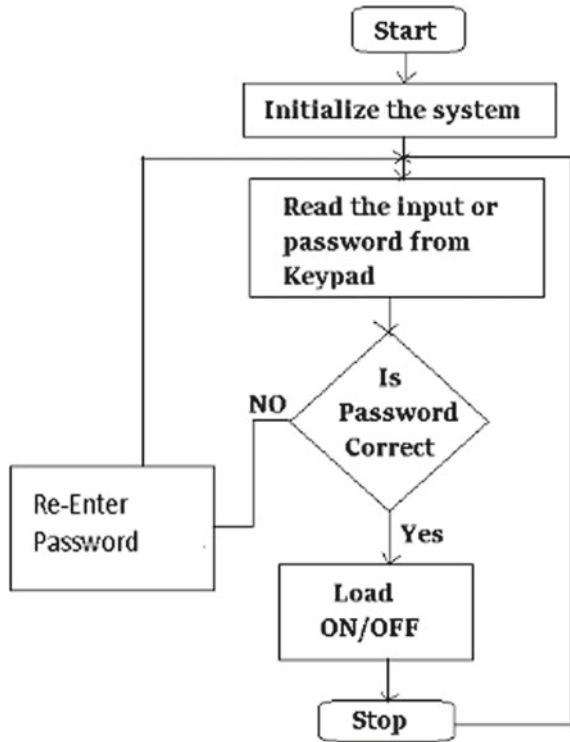 Start
Initialize the system
Read the input or
password from
Keypad
Is
Password
Correct
NO
Re-Enter
Password
Yes
Load
ON/OFF
Stop